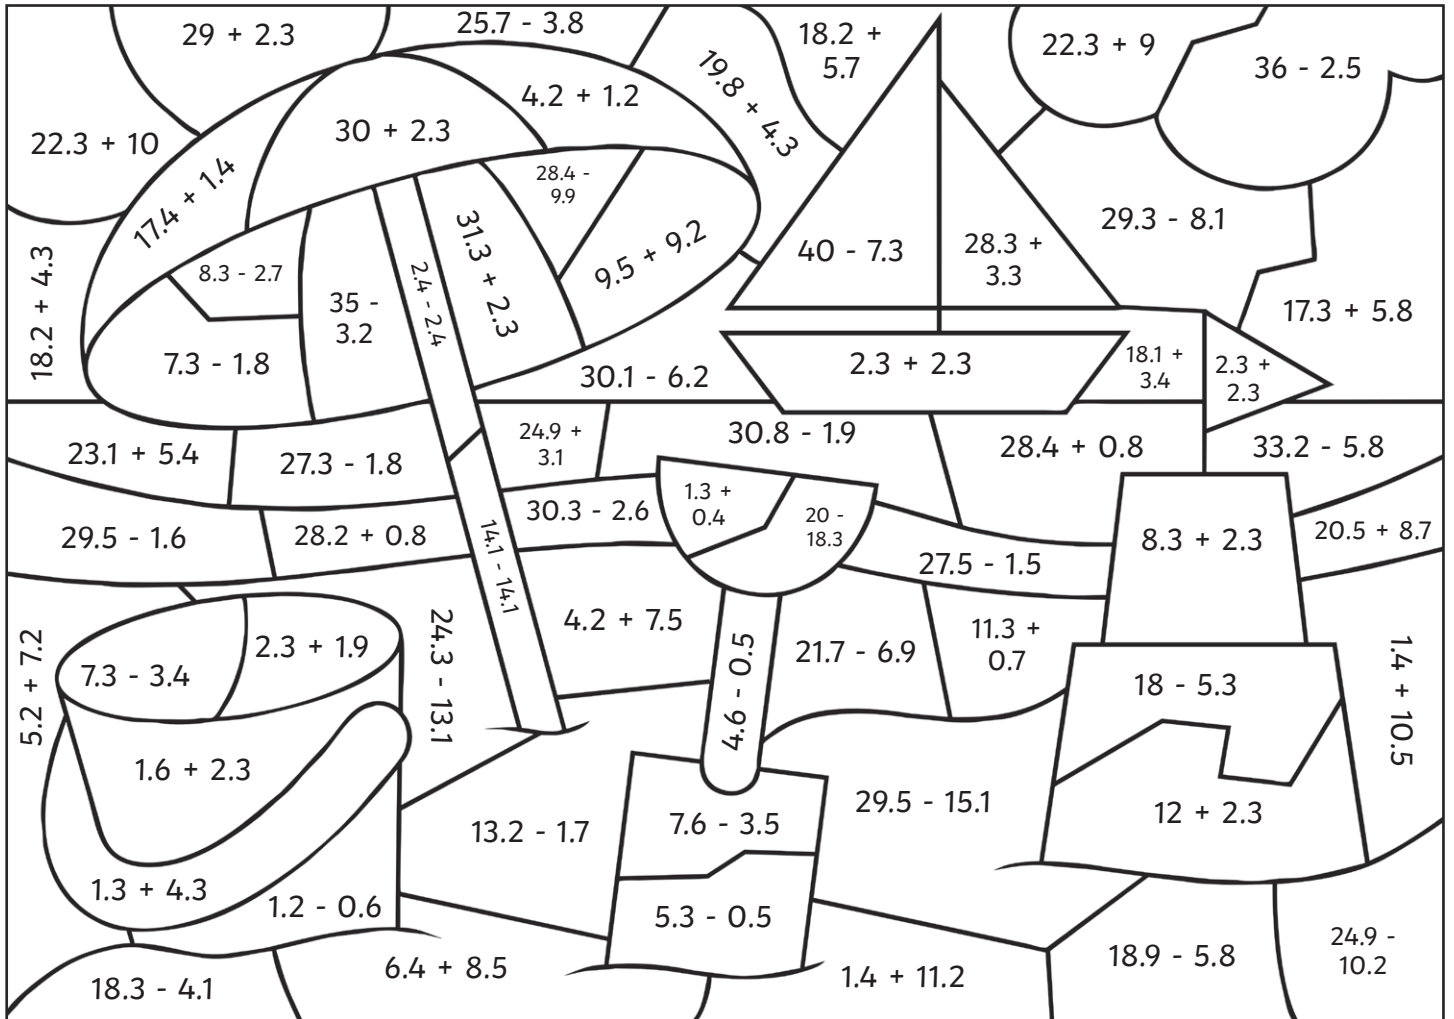 29 + 2.3
25.7 - 3.8
18.2 +
5.7
22.3 + 9
36 - 2.5
19.8 + 4.3
4.2 + 1.2
30 + 2.3
22.3 + 10
17.4 + 1.4
28.4 -
9.9
31.3 + 2.3
9.5 + 9.2
40 - 7.3
28.3 +
3.3
29.3 - 8.1
18.2 + 4.3
8.3 - 2.7
35 -
3.2
2.4 - 2.4
17.3 + 5.8
7.3 - 1.8
30.1 - 6.2
2.3 + 2.3
18.1 +
3.4
2.3 +
2.3
23.1 + 5.4
27.3 - 1.8
24.9 +
3.1
30.8 - 1.9
28.4 + 0.8
33.2 - 5.8
29.5 - 1.6
28.2 + 0.8
14.1 - 14.1
30.3 - 2.6
1.3 +
0.4
20 -
18.3
27.5 - 1.5
8.3 + 2.3
20.5 + 8.7
5.2 + 7.2
7.3 - 3.4
2.3 + 1.9
24.3 - 13.1
4.2 + 7.5
4.6 - 0.5
21.7 - 6.9
11.3 +
0.7
18 - 5.3
1.4 + 10.5
1.6 + 2.3
13.2 - 1.7
7.6 - 3.5
29.5 - 15.1
12 + 2.3
1.3 + 4.3
1.2 - 0.6
5.3 - 0.5
18.3 - 4.1
6.4 + 8.5
1.4 + 11.2
18.9 - 5.8
24.9 -
10.2